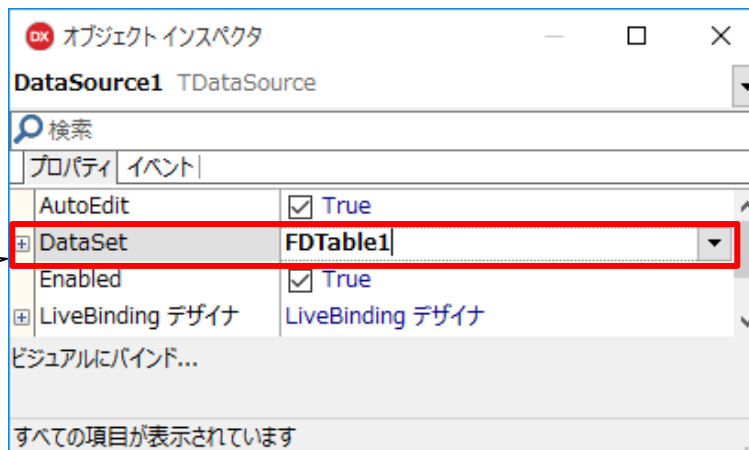 DX オブジェクト インスペクタ
DataSource1 TDataSource
検索
プロパティ イベント
AutoEdit True
DataSet FDTable1
Enabled True
LiveBinding デザイナ LiveBinding デザイナ
ビジュアルにバインド...
すべての項目が表示されています